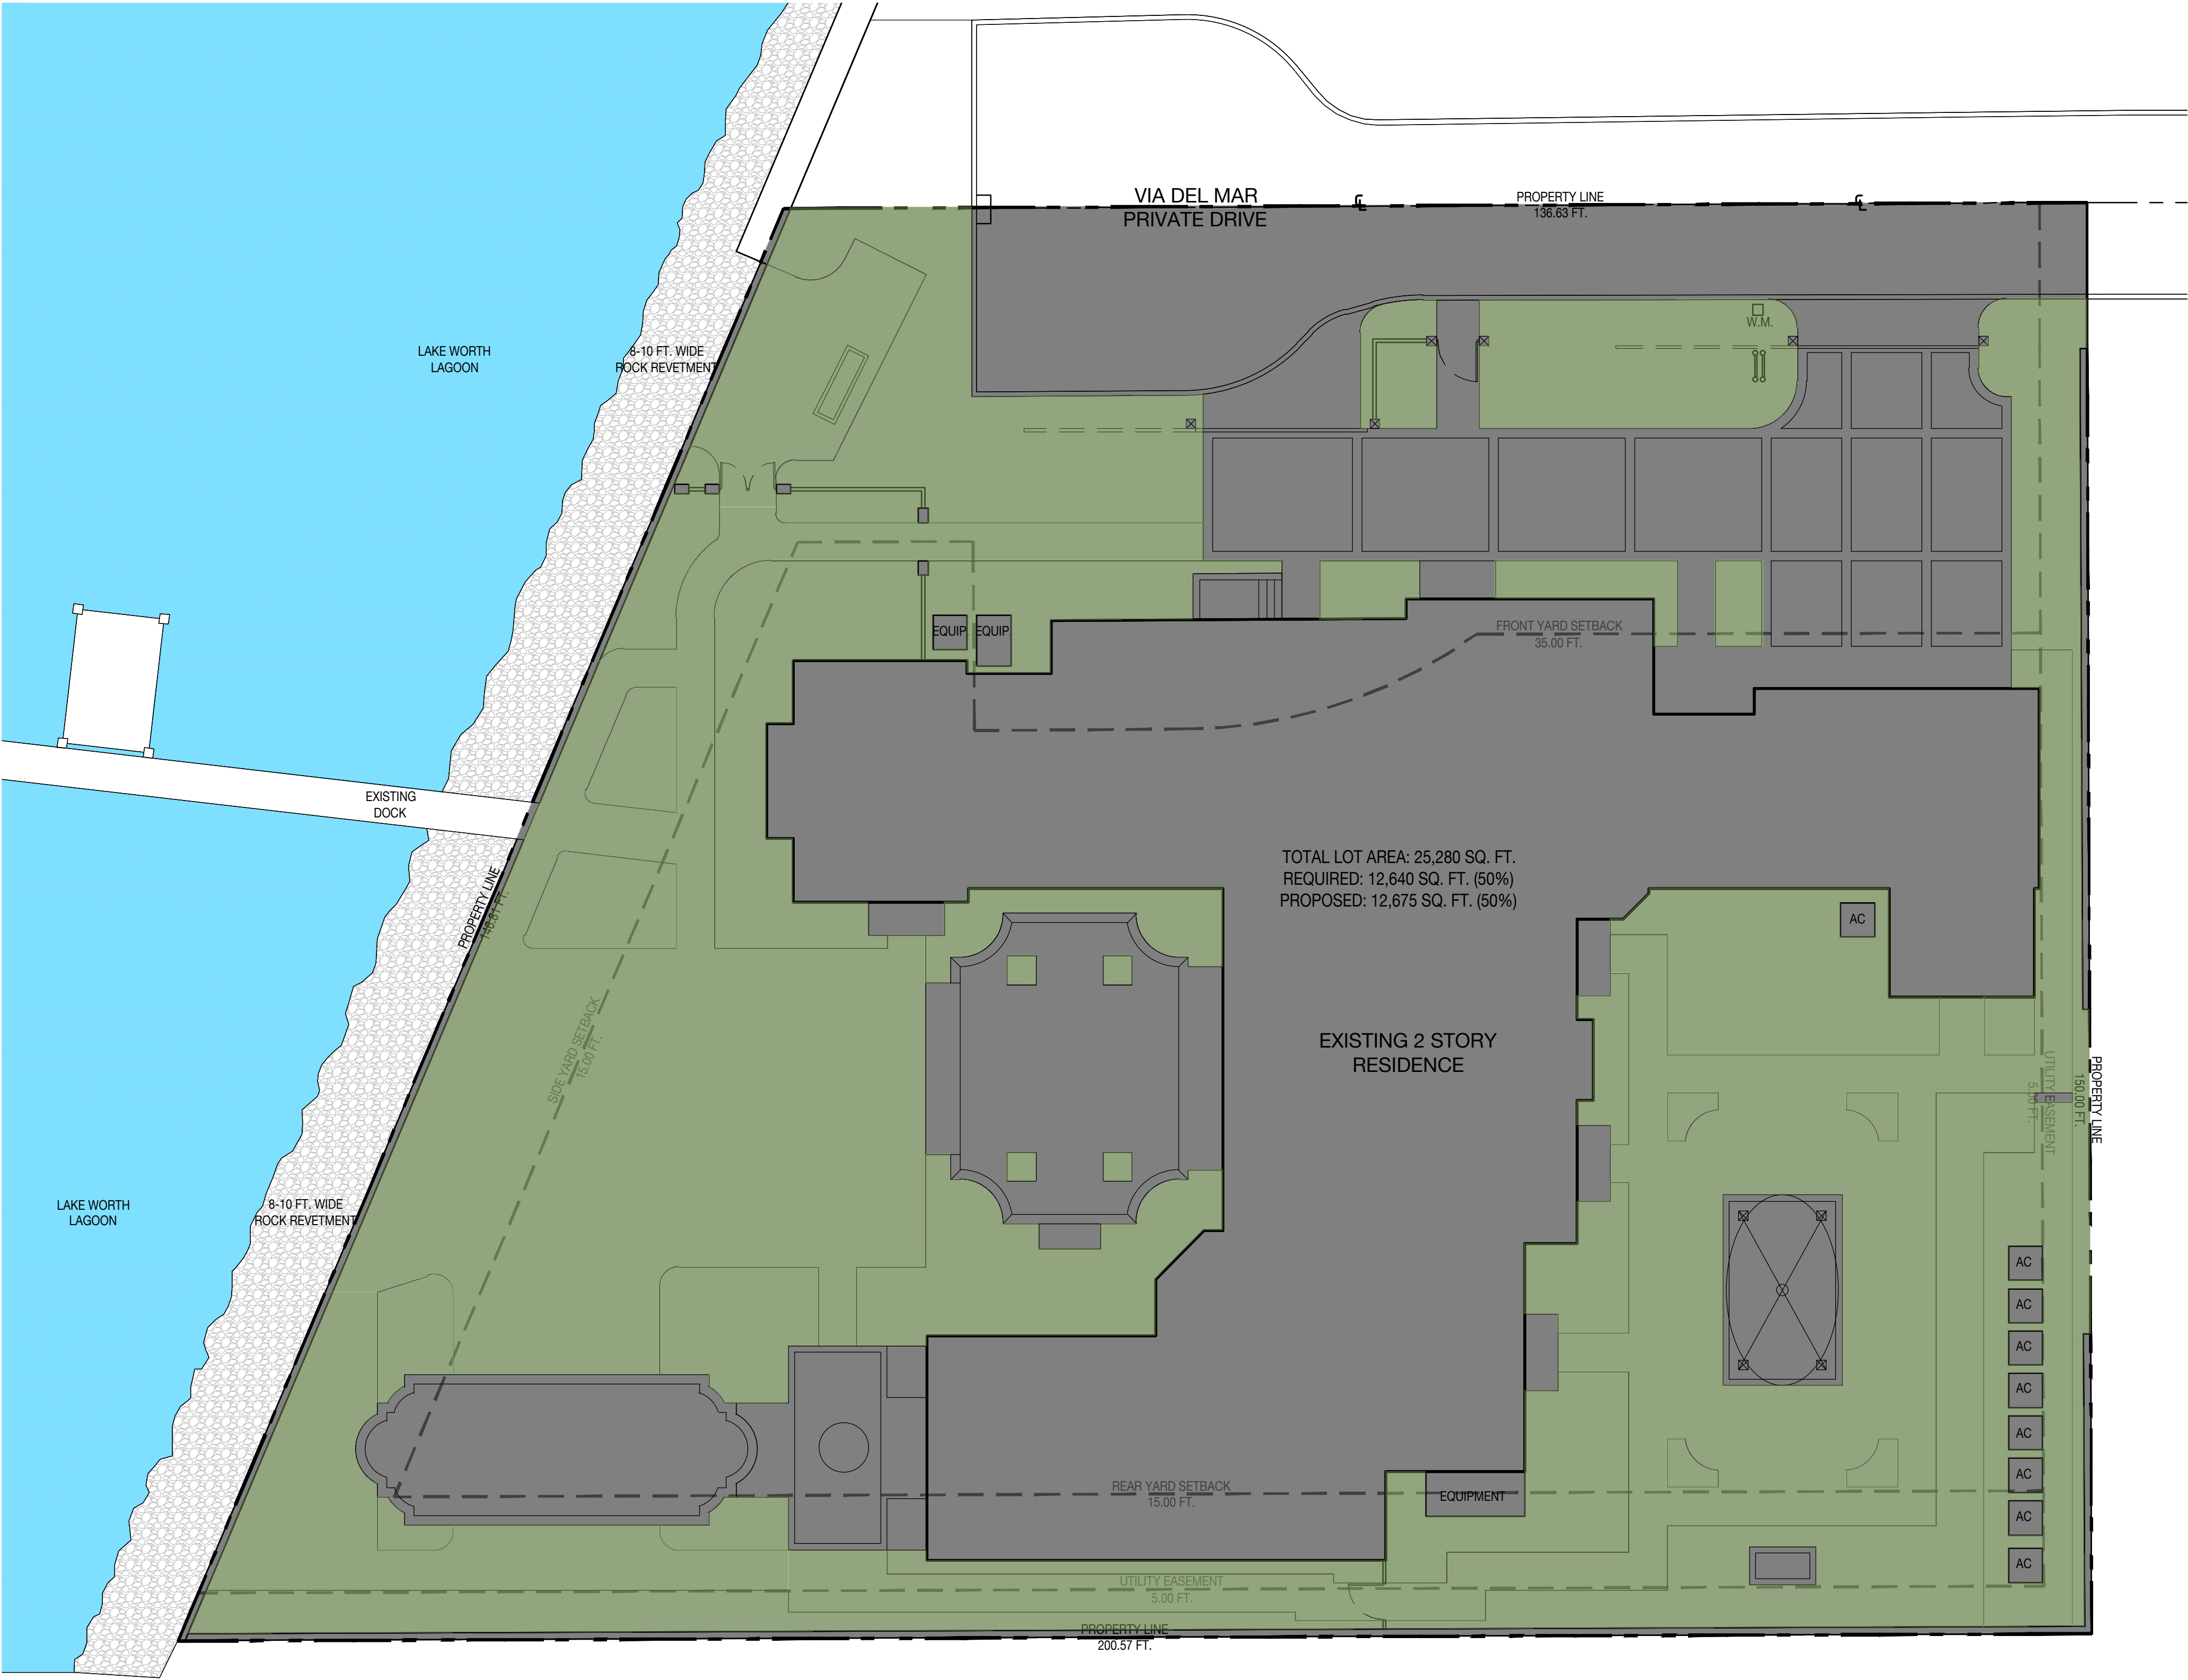 VIA DEL MAR
PRIVATE DRIVE
PROPERTY LINE
136.63 FT.
W.M.
LAKE WORTH
LAGOON
8-10 FT. WIDE
ROCK REVETMENT
EQUIP.
EQUIP.
FRONT YARD SETBACK
35.00 FT.
EXISTING
DOCK
TOTAL LOT AREA: 25,280 SQ. FT.
REQUIRED: 12,640 SQ. FT. (50%)
PROPOSED: 12,675 SQ. FT. (50%)
PROPERTY LINE
AC
SIDE YARD SETBACK
15.00 FT.
EXISTING 2 STORY
RESIDENCE
UTILITY EASEMENT
PROPERTY LINE
150.00 FT.
LAKE WORTH
LAGOON
8-10 FT. WIDE
ROCK REVETMENT
AC
AC
AC
AC
AC
AC
AC
AC
REAR YARD SETBACK
15.00 FT.
EQUIPMENT
UTILITY EASEMENT
5.00 FT.
PROPERTY LINE
200.57 FT.